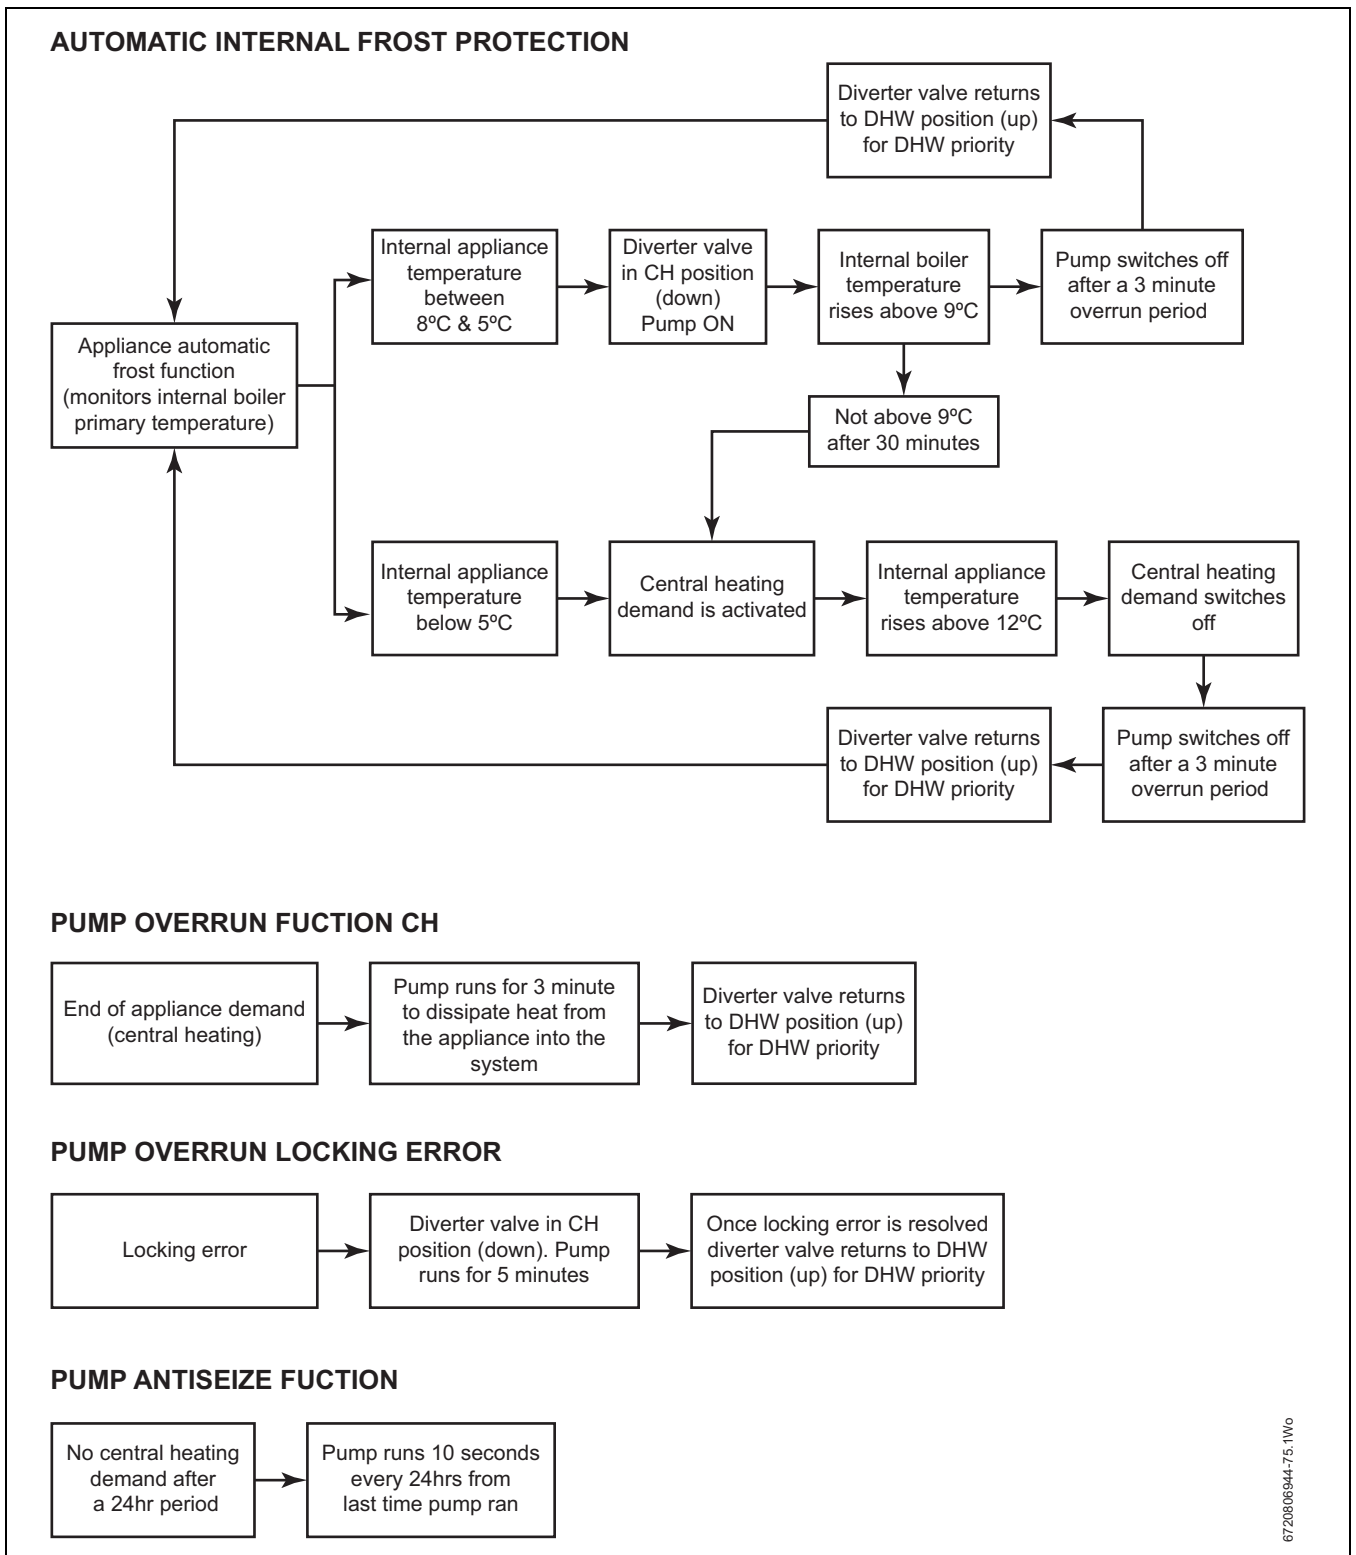 AUTOMATIC INTERNAL FROST PROTECTION
Diverter valve returns
to DHW position (up)
for DHW priority
Internal appliance
temperature
between
8ºC & 5ºC
Diverter valve
in CH position
(down)
Pump ON
Internal boiler
temperature
rises above 9ºC
Pump switches off
after a 3 minute
overrun period
Appliance automatic
frost function
(monitors internal boiler
primary temperature)
Not above 9ºC
after 30 minutes
Internal appliance
temperature
below 5ºC
Central heating
demand is activated
Internal appliance
temperature
rises above 12ºC
Central heating
demand switches
off
Diverter valve returns
to DHW position (up)
for DHW priority
Pump switches off
after a 3 minute
overrun period
PUMP OVERRUN FUCTION CH
End of appliance demand
(central heating)
Pump runs for 3 minute
to dissipate heat from
the appliance into the
system
Diverter valve returns
to DHW position (up)
for DHW priority
PUMP OVERRUN LOCKING ERROR
Locking error
Diverter valve in CH
position (down). Pump
runs for 5 minutes
Once locking error is resolved
diverter valve returns to DHW
position (up) for DHW priority
PUMP ANTISEIZE FUCTION
No central heating
demand after
a 24hr period
Pump runs 10 seconds
every 24hrs from
last time pump ran
6720806944-75.1Wo